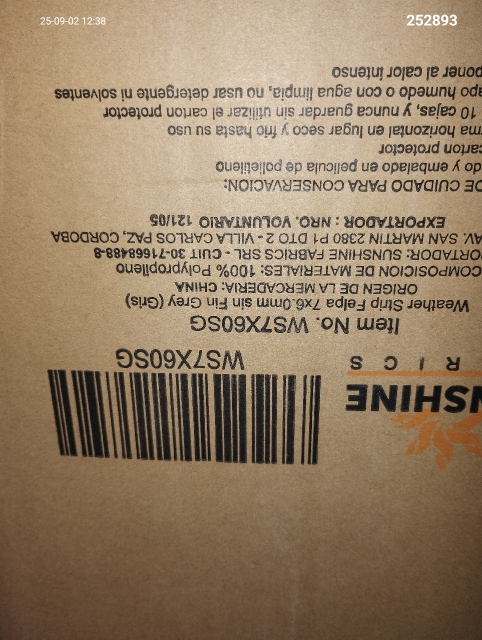 25-09-02 12:38
252893
NSHINE
RICS
WS7X60SG
Item No. WS7X60SG
Weather Strip Felpa 7x6.0mm sin Fin Grey (Gris)
ORIGEN DE LA MERCADERIA: CHINA
COMPOSICION DE MATERIALES: 100% Polypropileno
PORTADOR: SUNSHINE FABRICS SRL - CUIT 30-71668488-8
AV. SAN MARTIN 2380 P1 DTO 2 - VILLA CARLOS PAZ, CORDOBA
EXPORTADOR : NRO. VOLUNTARIO 121/05
DE CUIDADO PARA CONSERVACION:
do y embalado en pelicula de polietileno
carton protector
rma horizontal en lugar seco y frio hasta su uso
10 cajas, y nunca guardar sin utilizar el carton protector
apo humedo o con agua limpia, no usar detergente ni solventes
poner al calor intenso